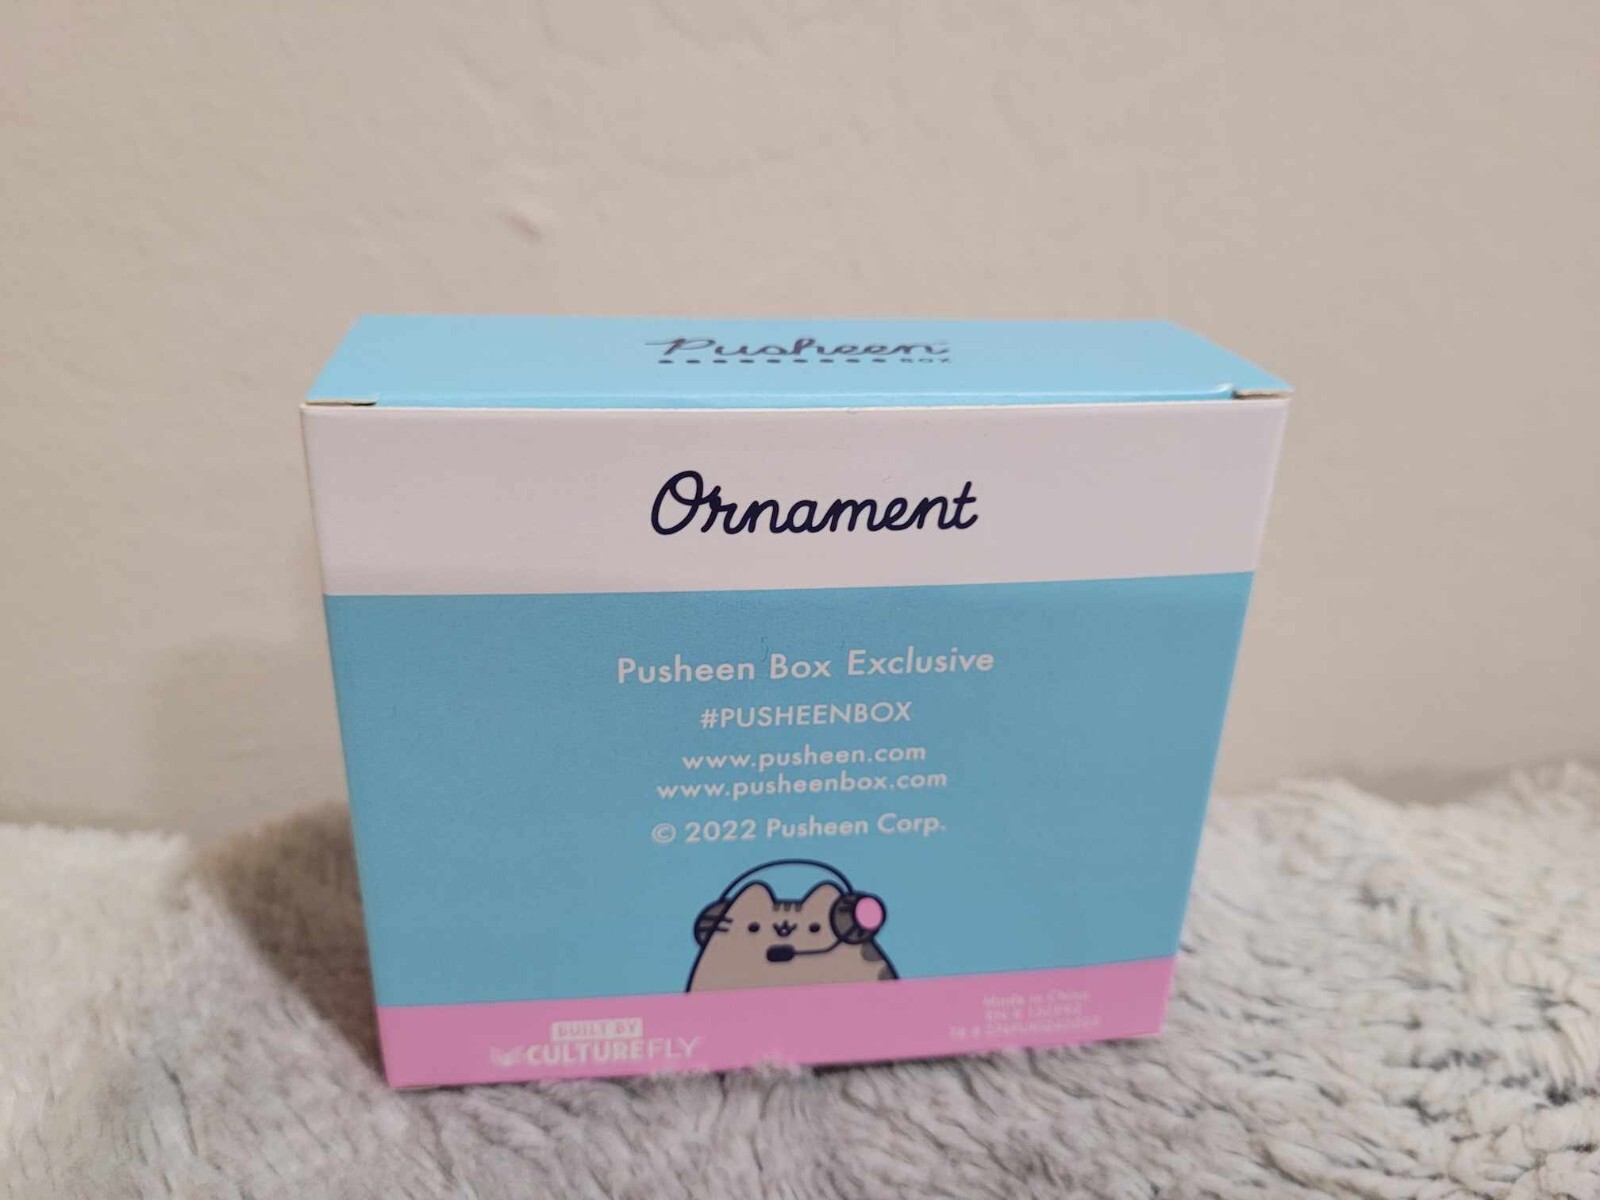 Pusheen
BOX
Ornament
Pusheen Box Exclusive
#PUSHEENBOX
www.pusheen.com
www.pusheenbox.com
© 2022 Pusheen Corp.
BUILT BY
CULTUREFLY
Made in China